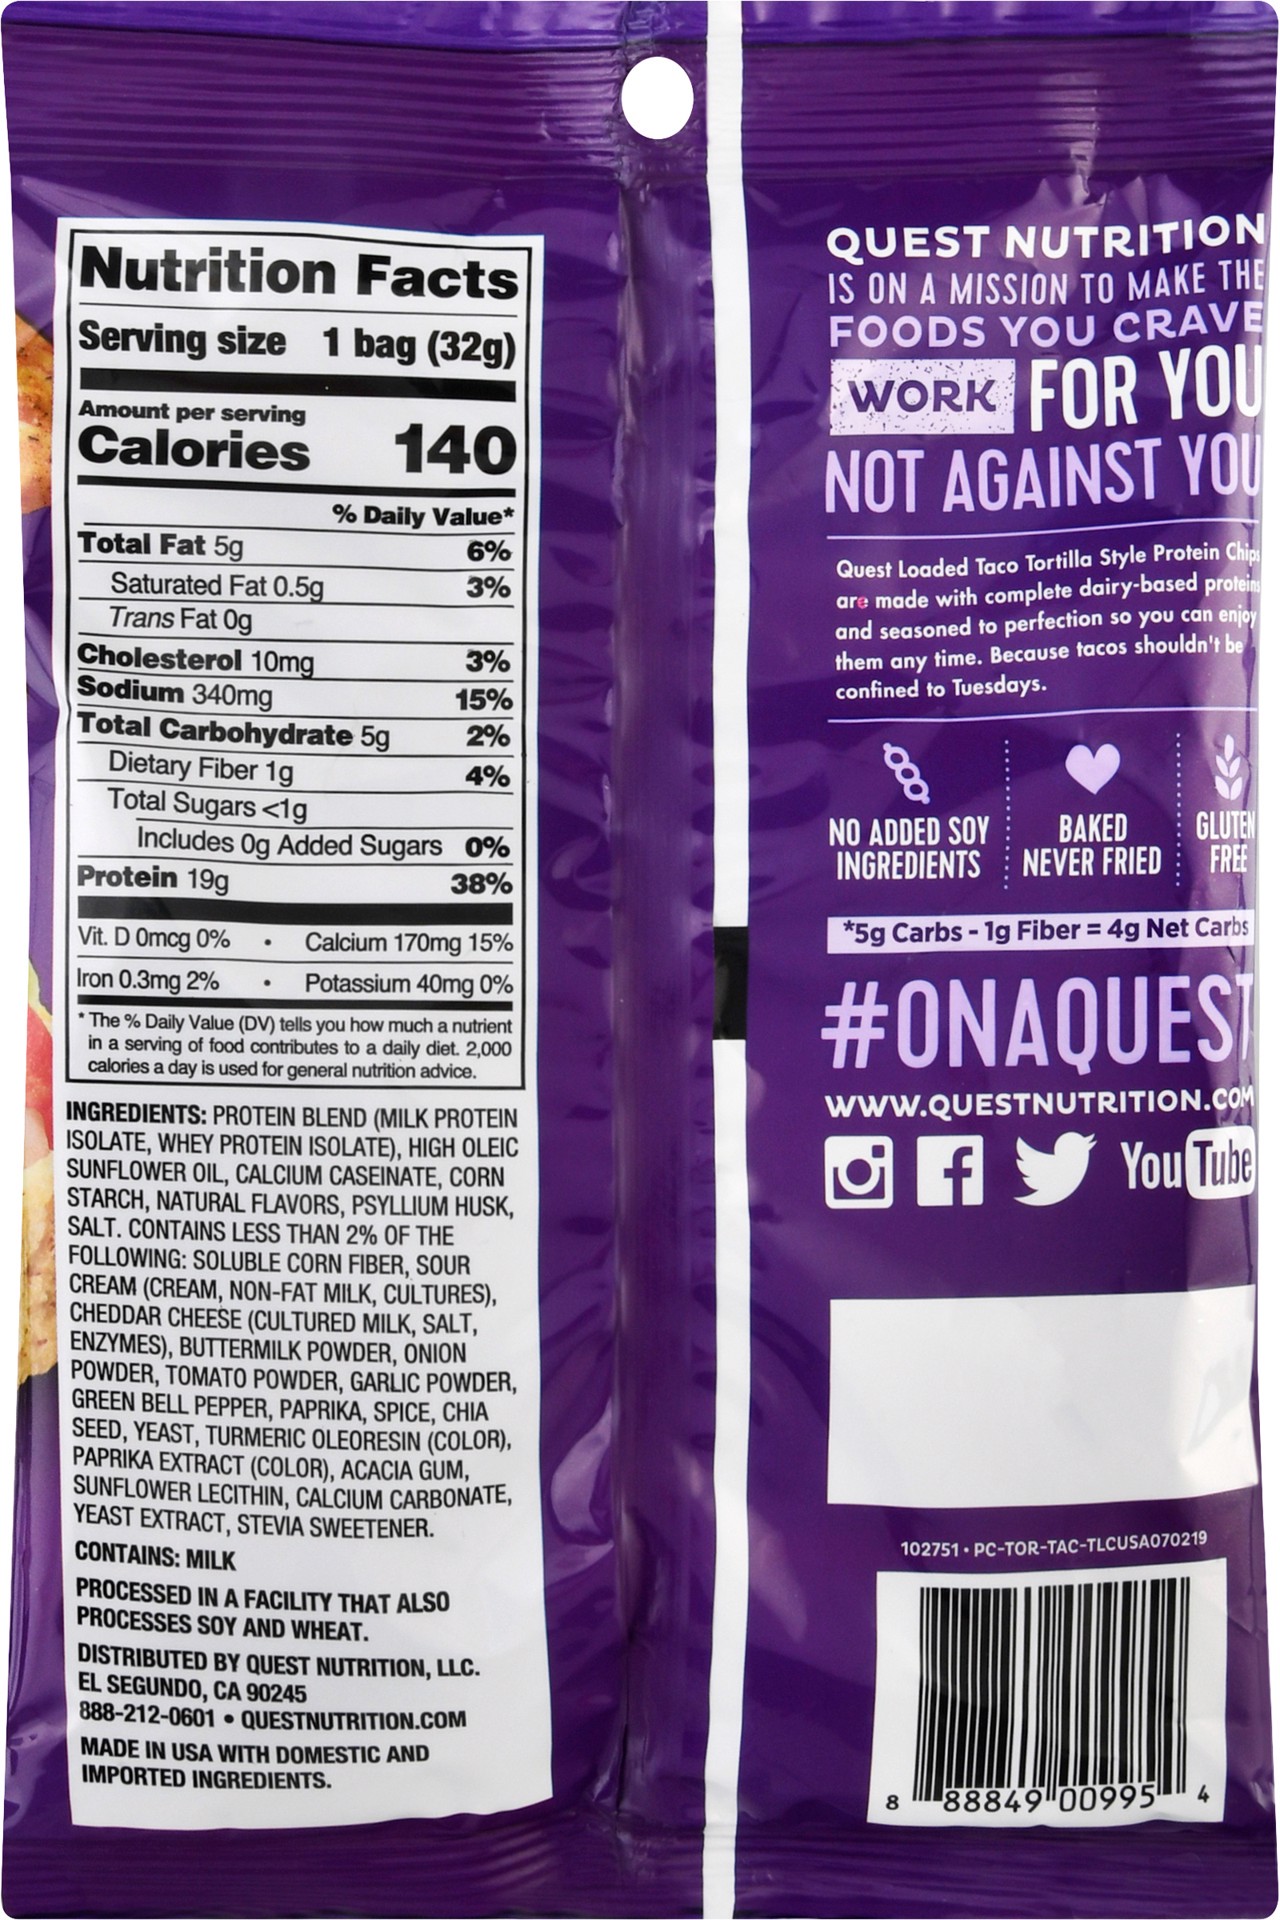 Nutrition Facts
Serving size 1 bag (32g)
Amount per serving
Calories 140
% Daily Value*
Total Fat 5g 6%
Saturated Fat 0.5g 3%
Trans Fat 0g
Cholesterol 10mg 3%
Sodium 340mg 15%
Total Carbohydrate 5g 2%
Dietary Fiber 1g 4%
Total Sugars <1g
Includes 0g Added Sugars 0%
Protein 19g 38%
Vit. D 0mcg 0% • Calcium 170mg 15%
Iron 0.3mg 2% • Potassium 40mg 0%
* The % Daily Value (DV) tells you how much a nutrient
in a serving of food contributes to a daily diet. 2,000
calories a day is used for general nutrition advice.
INGREDIENTS: PROTEIN BLEND (MILK PROTEIN
ISOLATE, WHEY PROTEIN ISOLATE), HIGH OLEIC
SUNFLOWER OIL, CALCIUM CASEINATE, CORN
STARCH, NATURAL FLAVORS, PSYLLIUM HUSK,
SALT. CONTAINS LESS THAN 2% OF THE
FOLLOWING: SOLUBLE CORN FIBER, SOUR
CREAM (CREAM, NON-FAT MILK, CULTURES),
CHEDDAR CHEESE (CULTURED MILK, SALT,
ENZYMES), BUTTERMILK POWDER, ONION
POWDER, TOMATO POWDER, GARLIC POWDER,
GREEN BELL PEPPER, PAPRIKA, SPICE, CHIA
SEED, YEAST, TURMERIC OLEORESIN (COLOR),
PAPRIKA EXTRACT (COLOR), ACACIA GUM,
SUNFLOWER LECITHIN, CALCIUM CARBONATE,
YEAST EXTRACT, STEVIA SWEETENER.
CONTAINS: MILK
PROCESSED IN A FACILITY THAT ALSO
PROCESSES SOY AND WHEAT.
DISTRIBUTED BY QUEST NUTRITION, LLC.
EL SEGUNDO, CA 90245
888-212-0601 • QUESTNUTRITION.COM
MADE IN USA WITH DOMESTIC AND
IMPORTED INGREDIENTS.
QUEST NUTRITION
IS ON A MISSION TO MAKE THE
FOODS YOU CRAVE
WORK FOR YOU
NOT AGAINST YOU
Quest Loaded Taco Tortilla Style Protein Chips
are made with complete dairy-based proteins
and seasoned to perfection so you can enjoy
them any time. Because tacos shouldn't be
confined to Tuesdays.
NO ADDED SOY
INGREDIENTS
BAKED
NEVER FRIED
GLUTEN
FREE
*5g Carbs - 1g Fiber = 4g Net Carbs
#ONAQUEST
WWW.QUESTNUTRITION.COM
YouTube
102751 • PC-TOR-TAC-TLCUSA070219
8 88849 00995 4